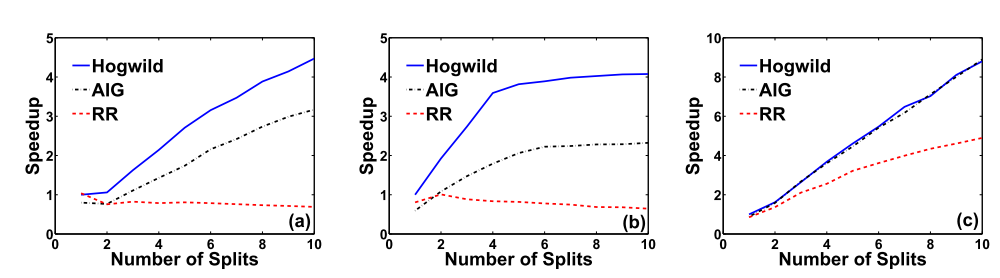 5
4
3
2
1
0
0 2 4 6 8 10
Speedup
Number of Splits
Hogwild
AIG
RR
(a)
5
4
3
2
1
0
0 2 4 6 8 10
Speedup
Number of Splits
Hogwild
AIG
RR
(b)
10
8
6
4
2
0
0 2 4 6 8 10
Speedup
Number of Splits
Hogwild
AIG
RR
(c)